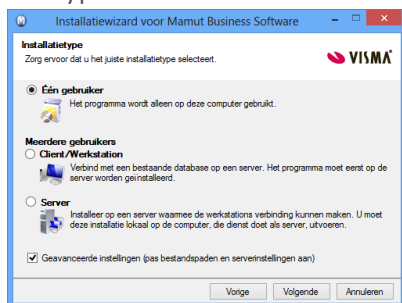 Installatiewizard voor Mamut Business Software
Installatietype
Zorg ervoor dat u het juiste installatietype selecteert.
VISMA
Één gebruiker
Het programma wordt alleen op deze computer gebruikt.
Meerdere gebruikers
Client/Werkstation
Verbind met een bestaande database op een server. Het programma moet eerst op de
server worden geïnstalleerd.
Server
Installeer op een server waarmee de werkstations verbinding kunnen maken. U moet
deze installatie lokaal op de computer, die dienst doet als server, uitvoeren.
Geavanceerde instellingen (pas bestandspaden en serverinstellingen aan)
Vorige
Volgende
Annuleren